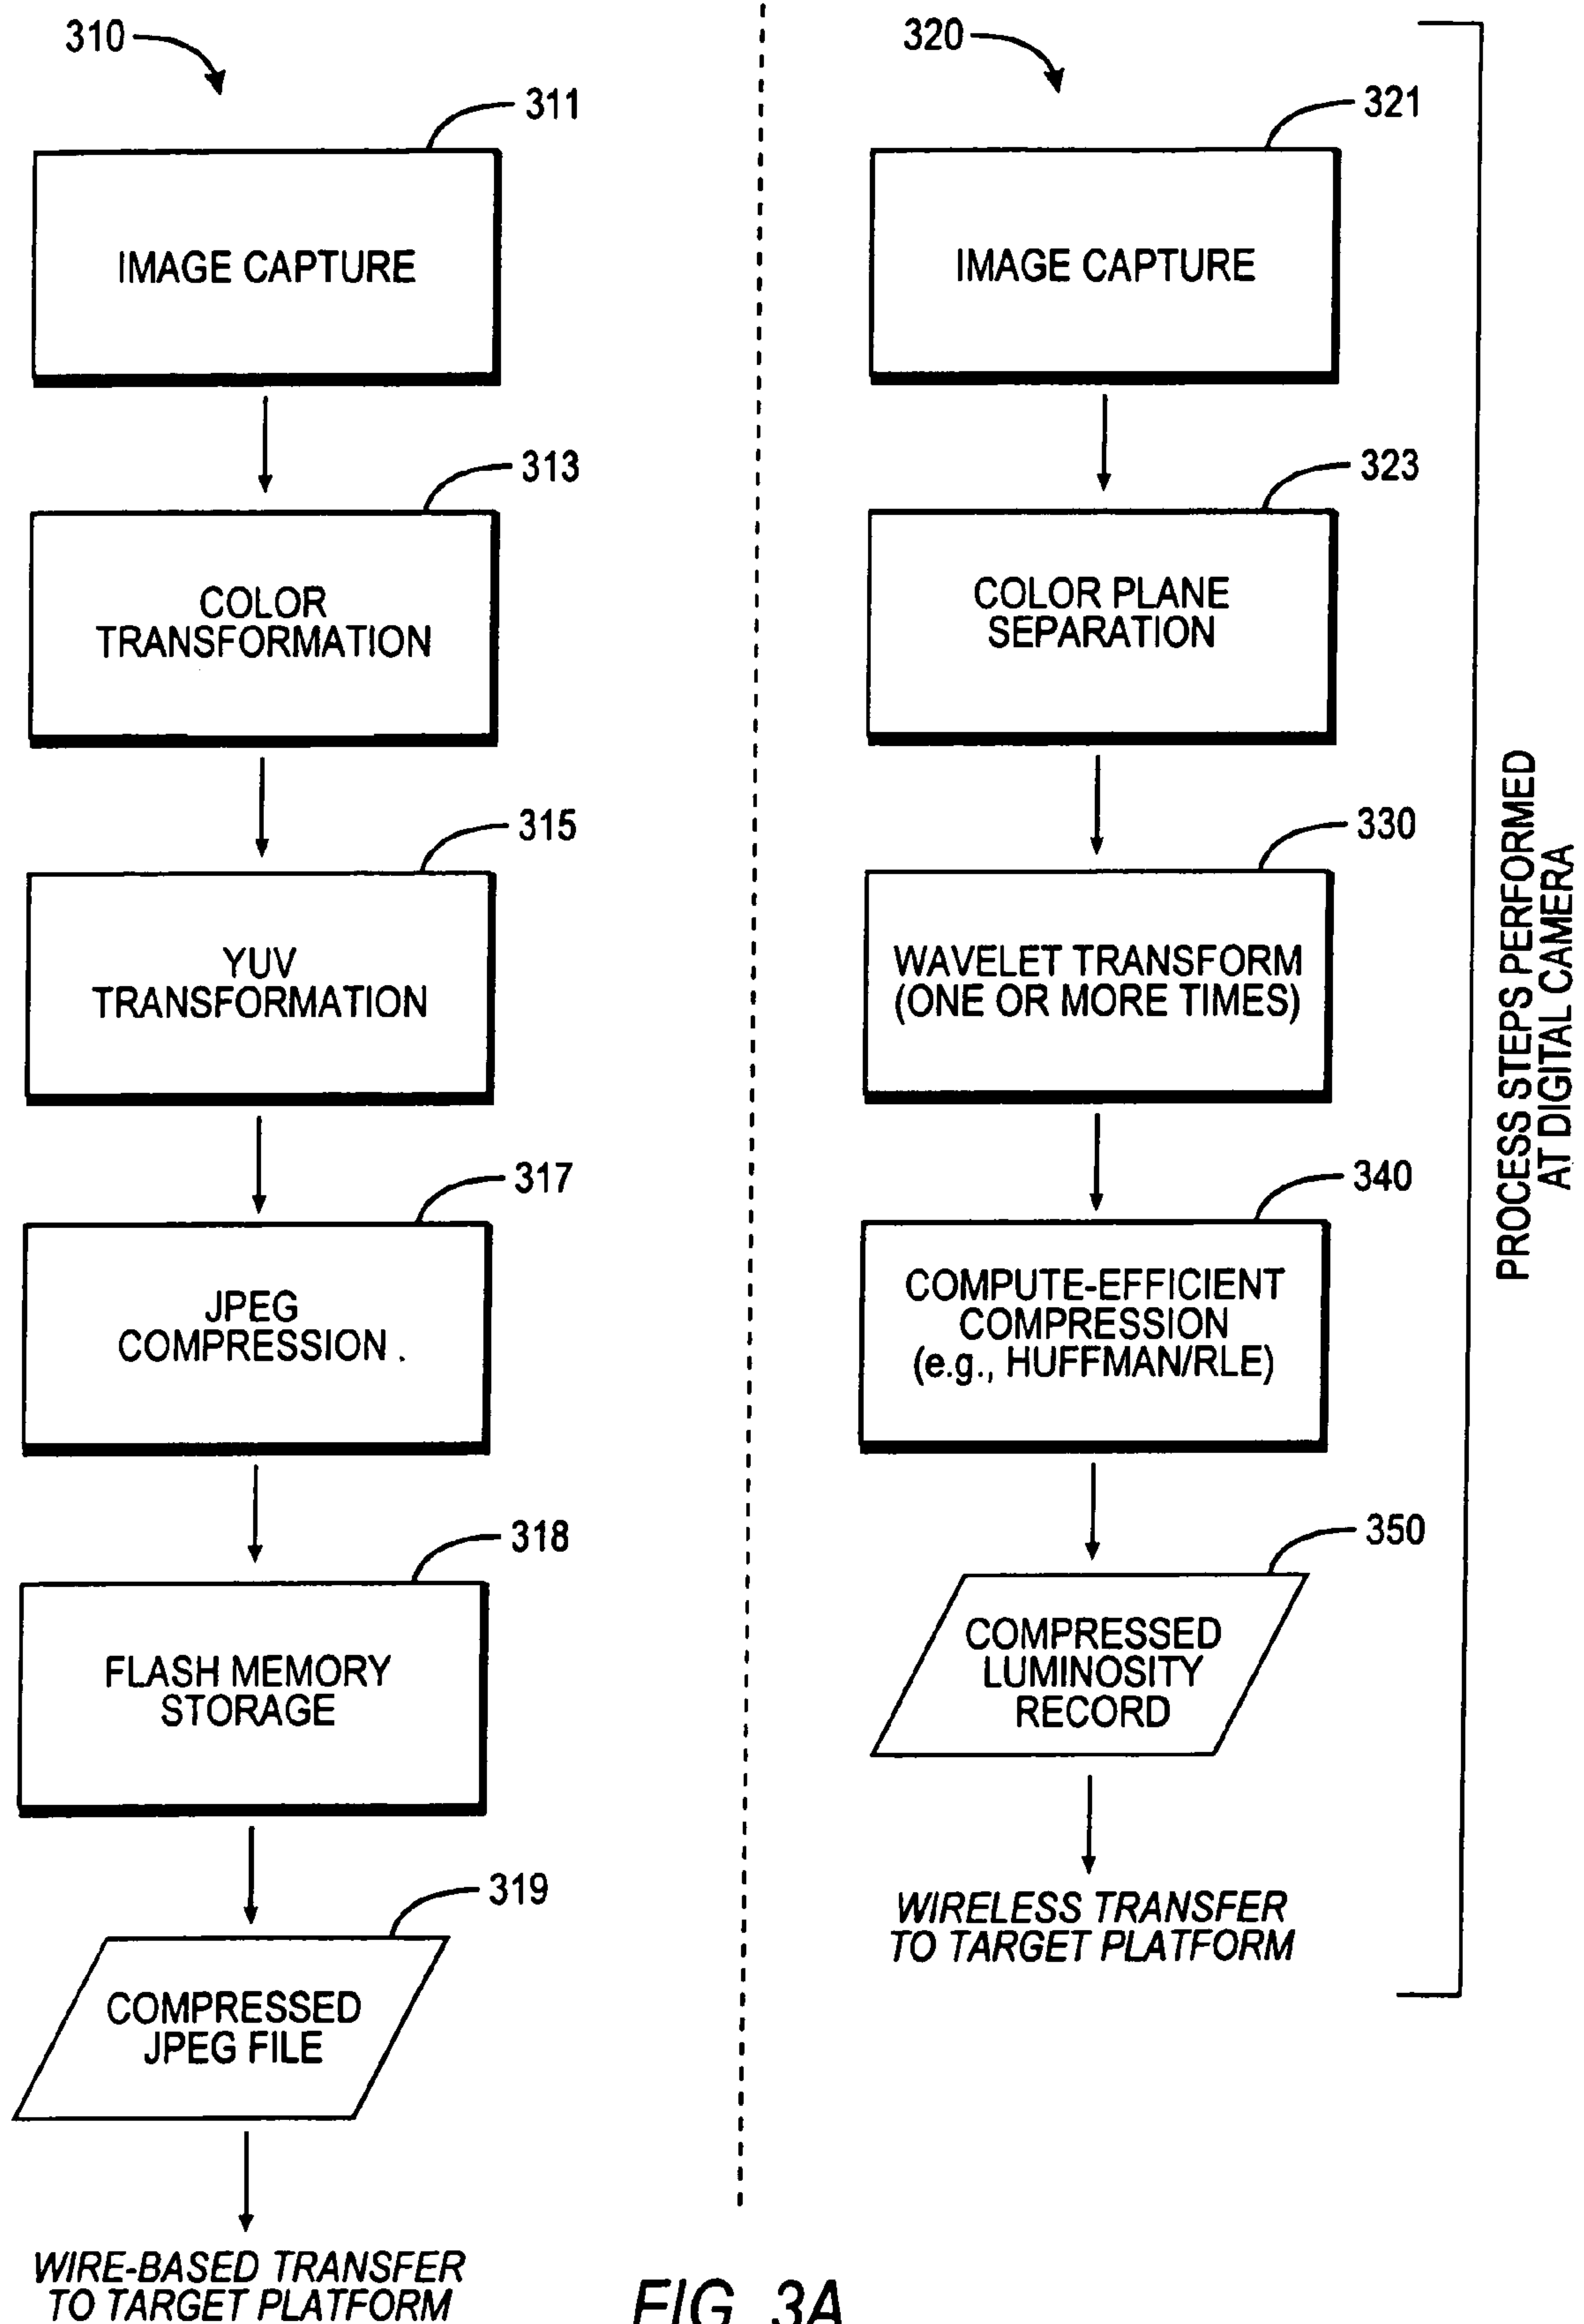 310
311
IMAGE CAPTURE
313
COLOR
TRANSFORMATION
315
YUV
TRANSFORMATION
317
JPEG
COMPRESSION .
318
FLASH MEMORY
STORAGE
319
COMPRESSED
JPEG FILE
WIRE-BASED TRANSFER
TO TARGET PLATFORM
320
321
IMAGE CAPTURE
323
COLOR PLANE
SEPARATION
330
WAVELET TRANSFORM
(ONE OR MORE TIMES)
340
COMPUTE-EFFICIENT
COMPRESSION
(e.g., HUFFMAN/RLE)
350
COMPRESSED
LUMINOSITY
RECORD
WIRELESS TRANSFER
TO TARGET PLATFORM
PROCESS STEPS PERFORMED
AT DIGITAL CAMERA
FIG. 3A